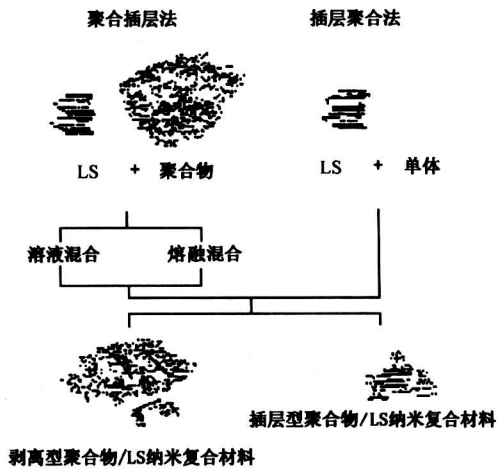 聚合插层法 插层聚合法
LS + 聚合物 LS + 单体
溶液混合 熔融混合
插层型聚合物/LS纳米复合材料
剥离型聚合物/LS纳米复合材料